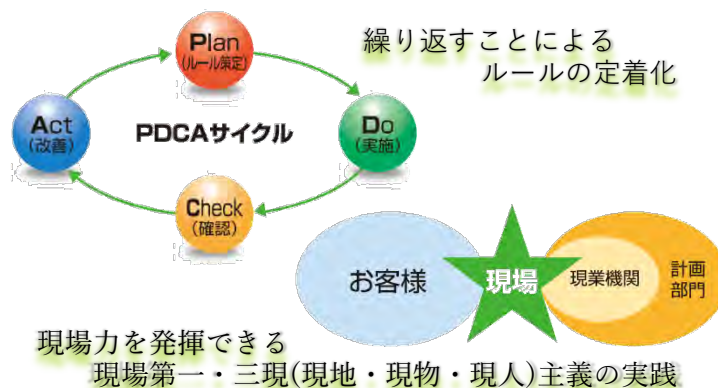 Plan
(ルール策定)
繰り返すことによる
ルールの定着化
Act
(改善)
PDCAサイクル
Do
(実施)
Check
(確認)
お客様
現場
現業機関
計画
部門
現場力を発揮できる
現場第一・三現(現地・現物・現人)主義の実践